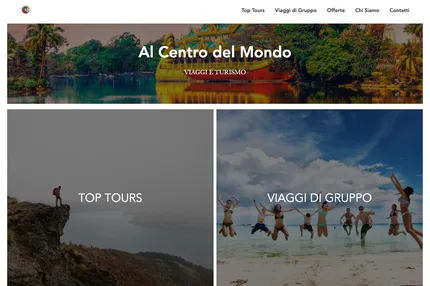 Top Tours Viaggi di Gruppo Offerte Chi Siamo Contatti
Al Centro del Mondo
VIAGGI E TURISMO
TOP TOURS
VIAGGI DI GRUPPO